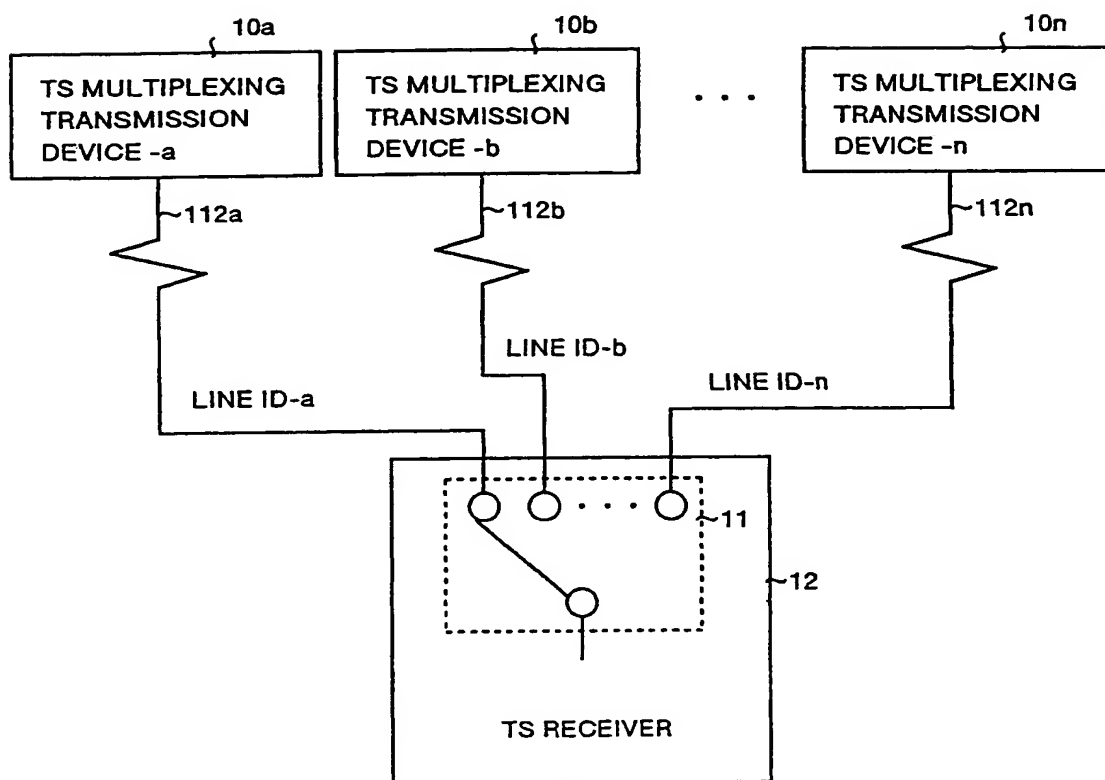 10a
10b
10n
TS MULTIPLEXING
TRANSMISSION
DEVICE -a
TS MULTIPLEXING
TRANSMISSION
DEVICE -b
. . .
TS MULTIPLEXING
TRANSMISSION
DEVICE -n
112a
112b
112n
LINE ID-b
LINE ID-n
LINE ID-a
. . .
11
12
TS RECEIVER